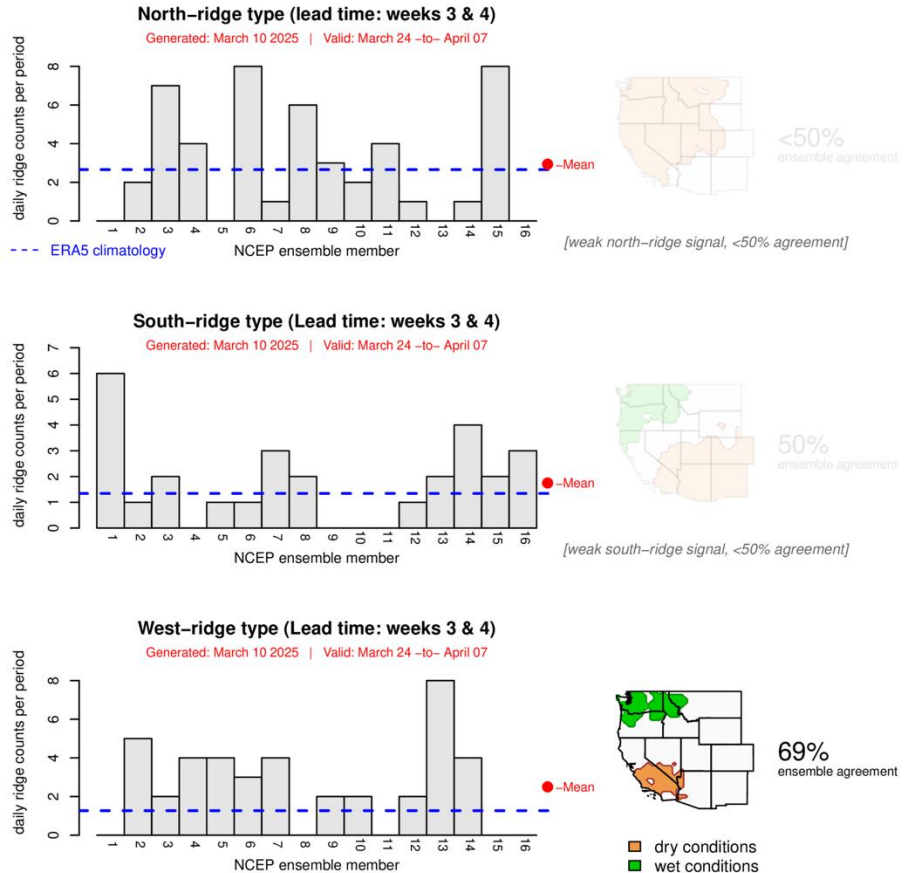 North−ridge type (lead time: weeks 3 & 4)
Generated: March 10 2025 | Valid: March 24 −to− April 07
daily ridge counts per period
8
6
4
2
0
1 2 3 4 5 6 7 8 9 10 11 12 13 14 15 16
NCEP ensemble member
ERA5 climatology
−Mean
<50%
ensemble agreement
[weak north−ridge signal, <50% agreement]
South−ridge type (Lead time: weeks 3 & 4)
Generated: March 10 2025 | Valid: March 24 −to− April 07
daily ridge counts per period
7
6
5
4
3
2
1
0
1 2 3 4 5 6 7 8 9 10 11 12 13 14 15 16
NCEP ensemble member
−Mean
50%
ensemble agreement
[weak south−ridge signal, <50% agreement]
West−ridge type (Lead time: weeks 3 & 4)
Generated: March 10 2025 | Valid: March 24 −to− April 07
daily ridge counts per period
8
6
4
2
0
1 2 3 4 5 6 7 8 9 10 11 12 13 14 15 16
NCEP ensemble member
−Mean
69%
ensemble agreement
dry conditions
wet conditions